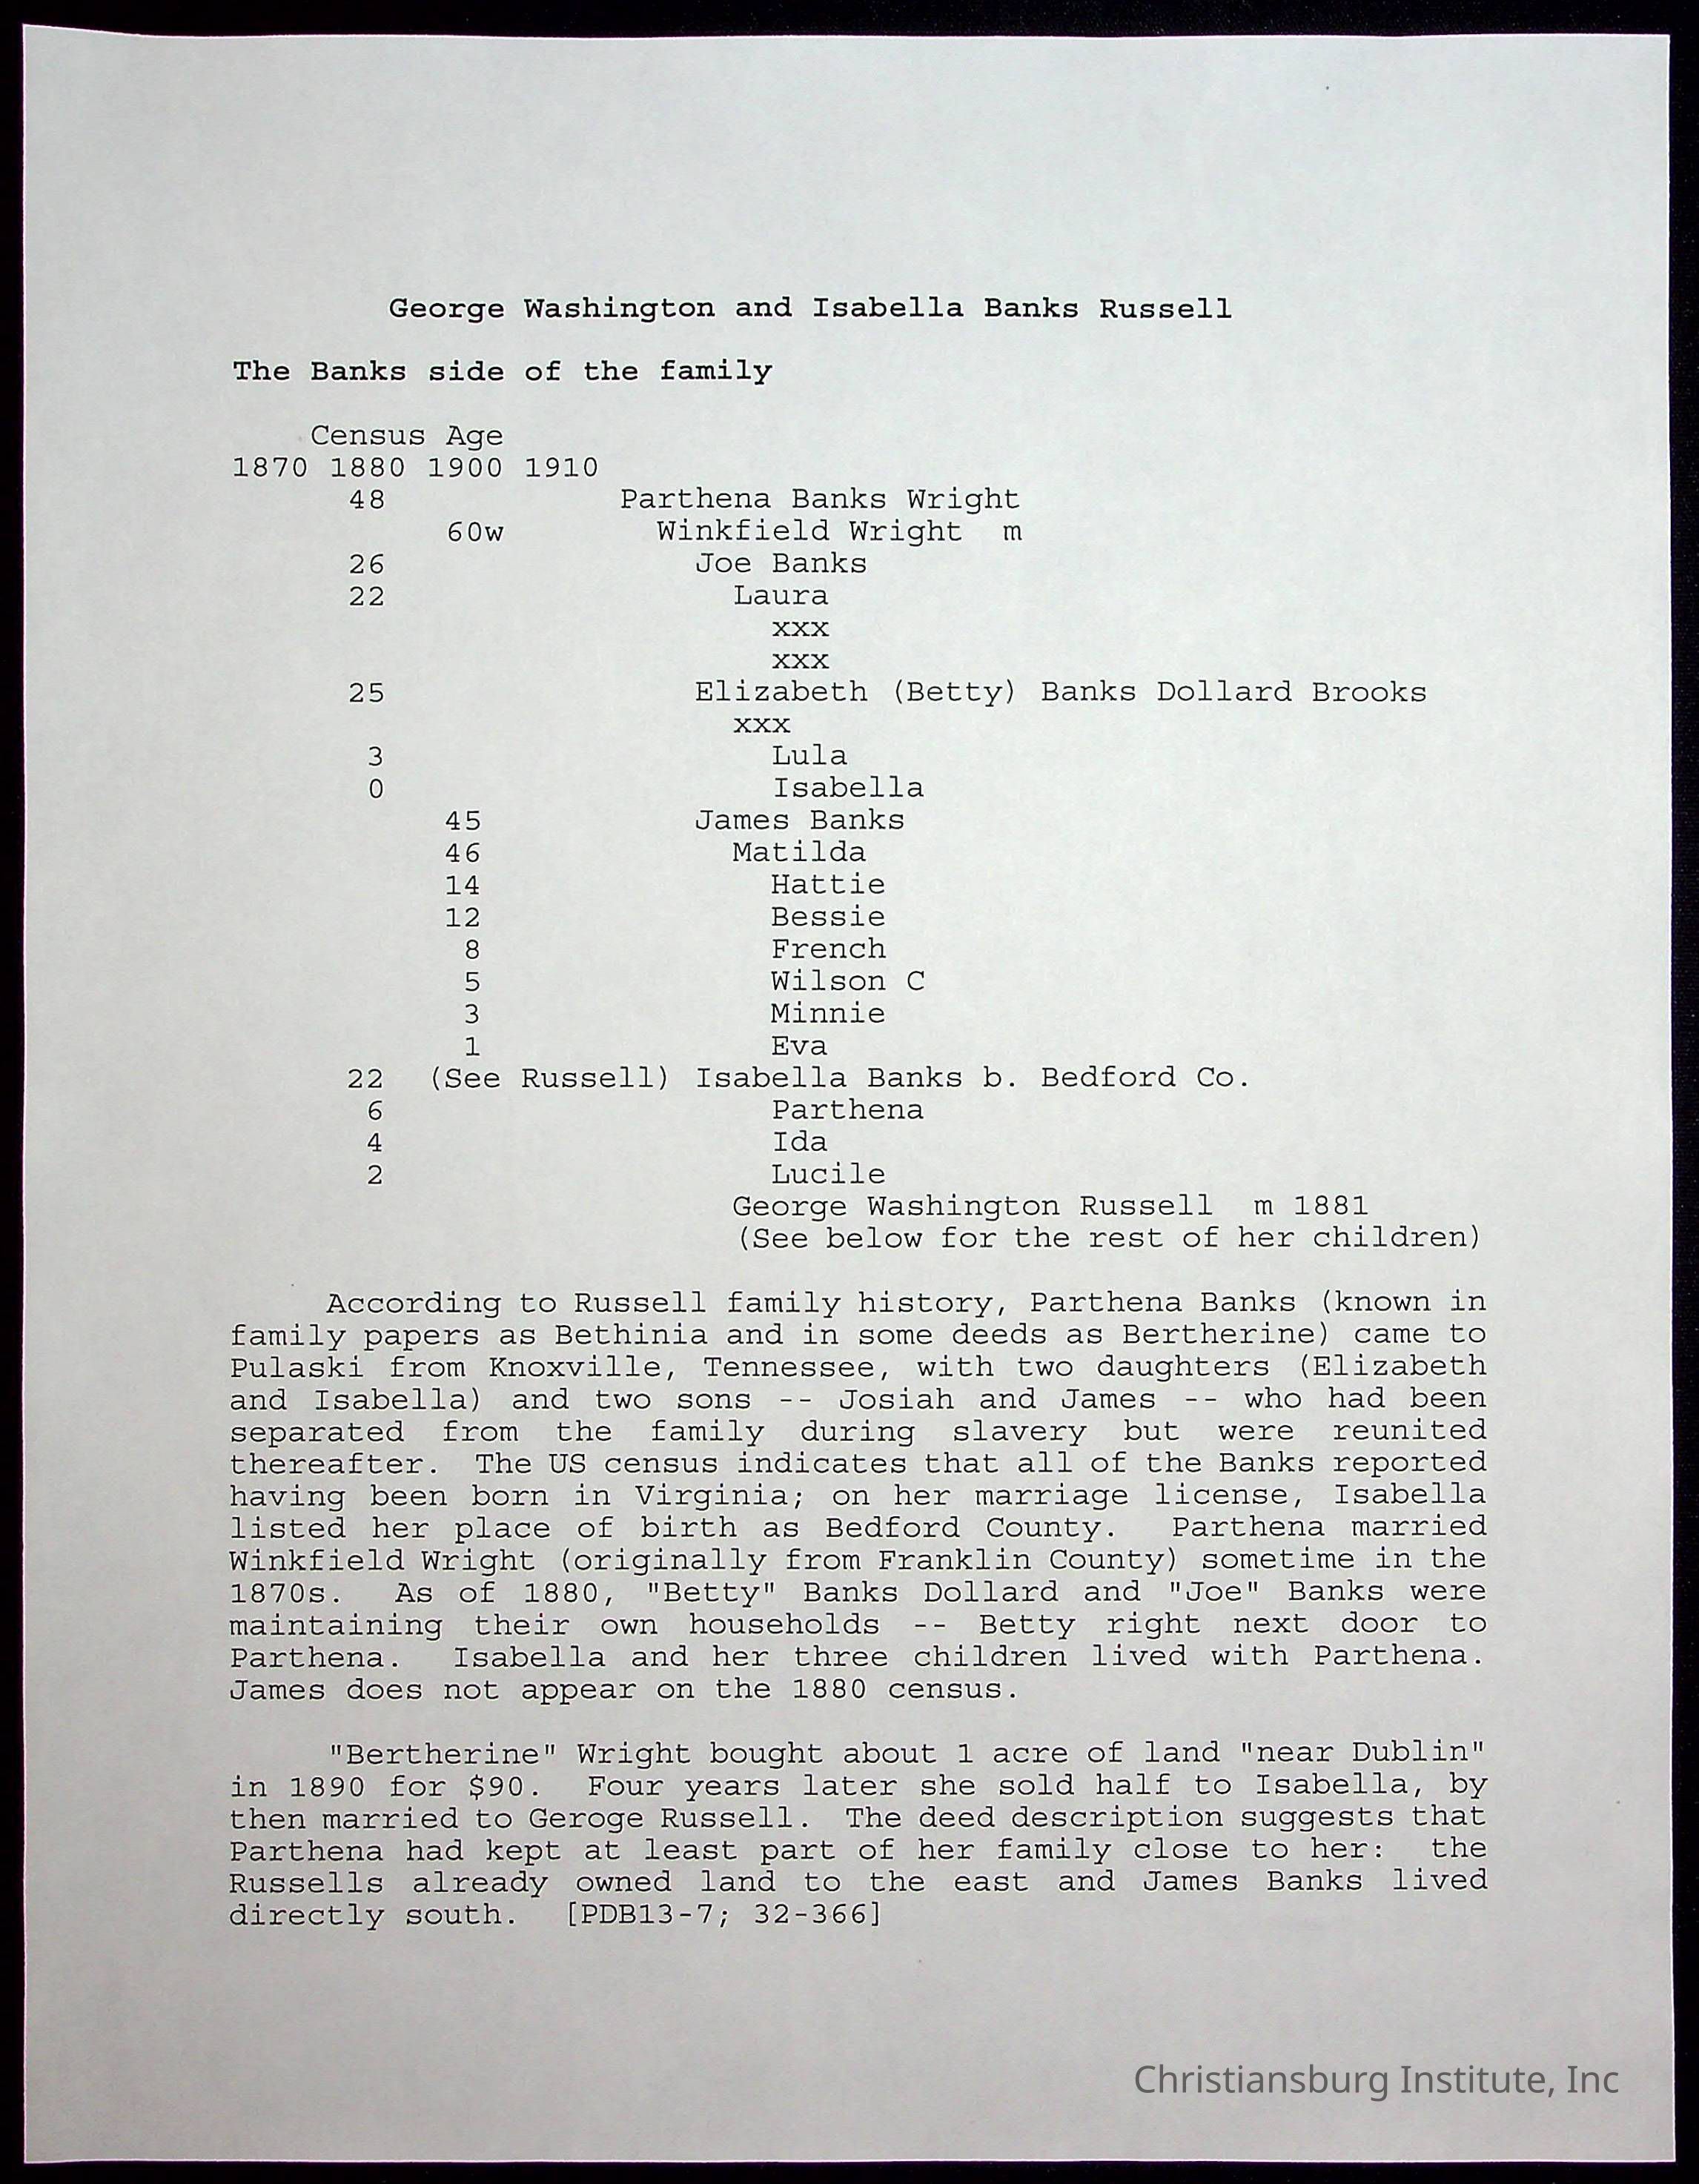 George Washington and Isabella Banks Russell
The Banks side of the family
Census Age
1870 1880 1900 1910
48 Parthena Banks Wright
60w Winkfield Wright m
26 Joe Banks
22 Laura
xxx
xxx
25 Elizabeth (Betty) Banks Dollard Brooks
xxx
3 Lula
0 Isabella
45 James Banks
46 Matilda
14 Hattie
12 Bessie
8 French
5 Wilson C
3 Minnie
1 Eva
22 (See Russell) Isabella Banks b. Bedford Co.
6 Parthena
4 Ida
2 Lucile
George Washington Russell m 1881
(See below for the rest of her children)
According to Russell family history, Parthena Banks (known in
family papers as Bethinia and in some deeds as Bertherine) came to
Pulaski from Knoxville, Tennessee, with two daughters (Elizabeth
and Isabella) and two sons -- Josiah and James -- who had been
separated from the family during slavery but were reunited
thereafter. The US census indicates that all of the Banks reported
having been born in Virginia; on her marriage license, Isabella
listed her place of birth as Bedford County. Parthena married
Winkfield Wright (originally from Franklin County) sometime in the
1870s. As of 1880, "Betty" Banks Dollard and "Joe" Banks were
maintaining their own households -- Betty right next door to
Parthena. Isabella and her three children lived with Parthena.
James does not appear on the 1880 census.
"Bertherine" Wright bought about 1 acre of land "near Dublin"
in 1890 for $90. Four years later she sold half to Isabella, by
then married to Geroge Russell. The deed description suggests that
Parthena had kept at least part of her family close to her: the
Russells already owned land to the east and James Banks lived
directly south. [PDB13-7; 32-366]
Christiansburg Institute, Inc